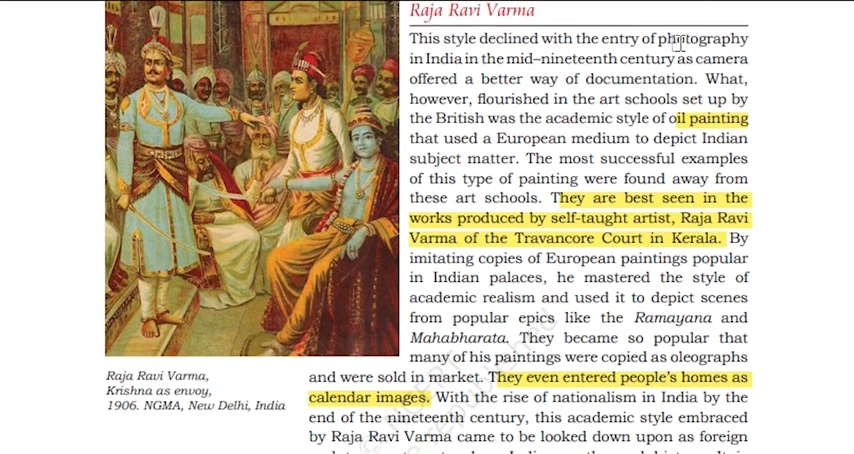 Raja Ravi Varma
This style declined with the entry of photography
in India in the mid–nineteenth century as camera
offered a better way of documentation. What,
however, flourished in the art schools set up by
the British was the academic style of oil painting
that used a European medium to depict Indian
subject matter. The most successful examples
of this type of painting were found away from
these art schools. They are best seen in the
works produced by self-taught artist, Raja Ravi
Varma of the Travancore Court in Kerala. By
imitating copies of European paintings popular
in Indian palaces, he mastered the style of
academic realism and used it to depict scenes
from popular epics like the Ramayana and
Mahabharata. They became so popular that
many of his paintings were copied as oleographs
and were sold in market. They even entered people's homes as
calendar images. With the rise of nationalism in India by the
end of the nineteenth century, this academic style embraced
by Raja Ravi Varma came to be looked down upon as foreign
Raja Ravi Varma,
Krishna as envoy,
1906. NGMA, New Delhi, India